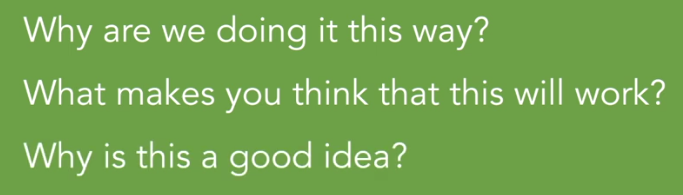 Why are we doing it this way?
What makes you think that this will work?
Why is this a good idea?